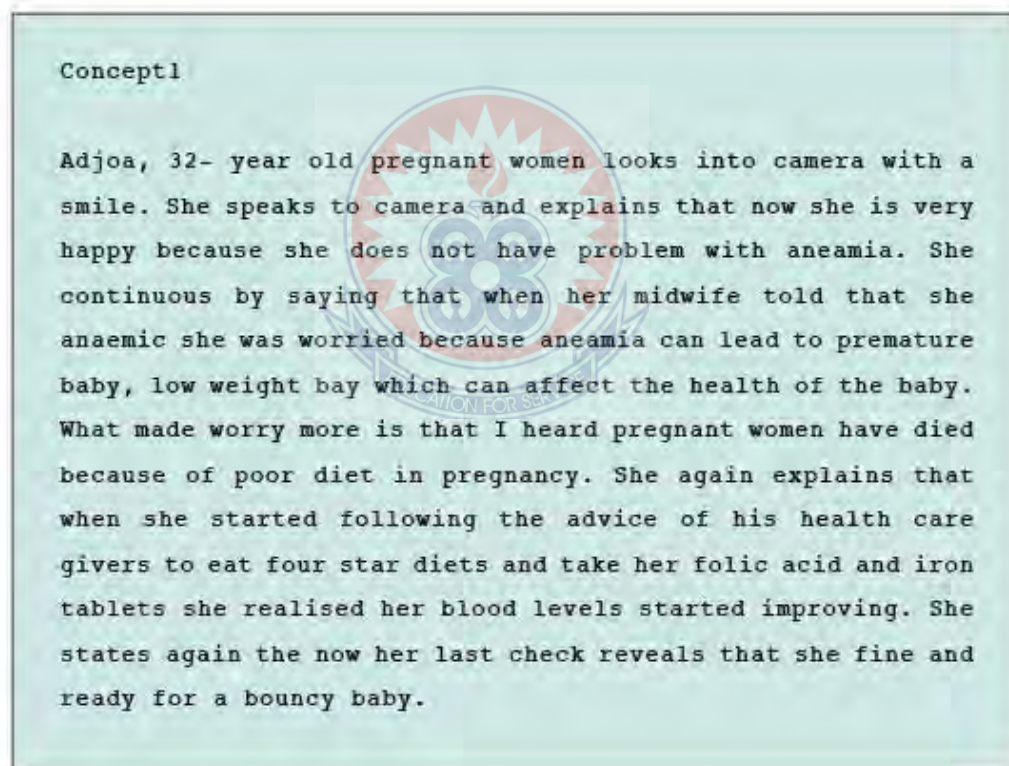 Concept1
Adjoa, 32- year old pregnant women looks into camera with a
smile. She speaks to camera and explains that now she is very
happy because she does not have problem with aneamia. She
continuous by saying that when her midwife told that she
anaemic she was worried because aneamia can lead to premature
baby, low weight bay which can affect the health of the baby.
What made worry more is that I heard pregnant women have died
because of poor diet in pregnancy. She again explains that
when she started following the advice of his health care
givers to eat four star diets and take her folic acid and iron
tablets she realised her blood levels started improving. She
states again the now her last check reveals that she fine and
ready for a bouncy baby.